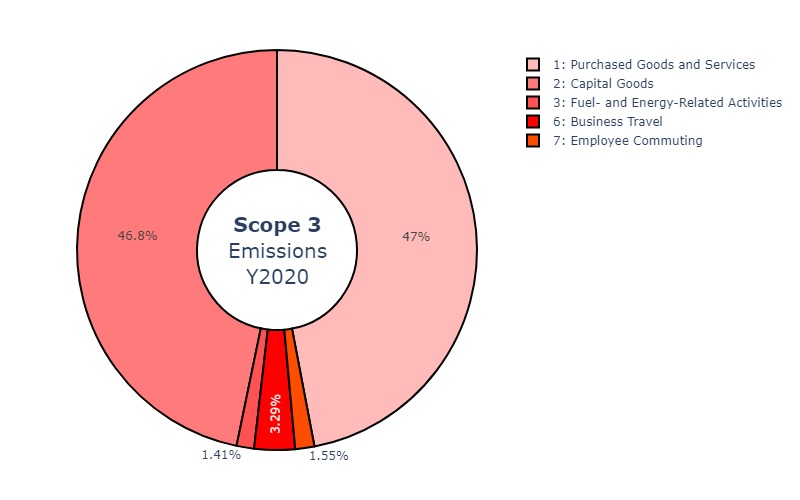 1: Purchased Goods and Services
2: Capital Goods
3: Fuel- and Energy-Related Activities
6: Business Travel
7: Employee Commuting
46.8%
47%
Scope 3
Emissions
Y2020
3.29%
1.41%
1.55%